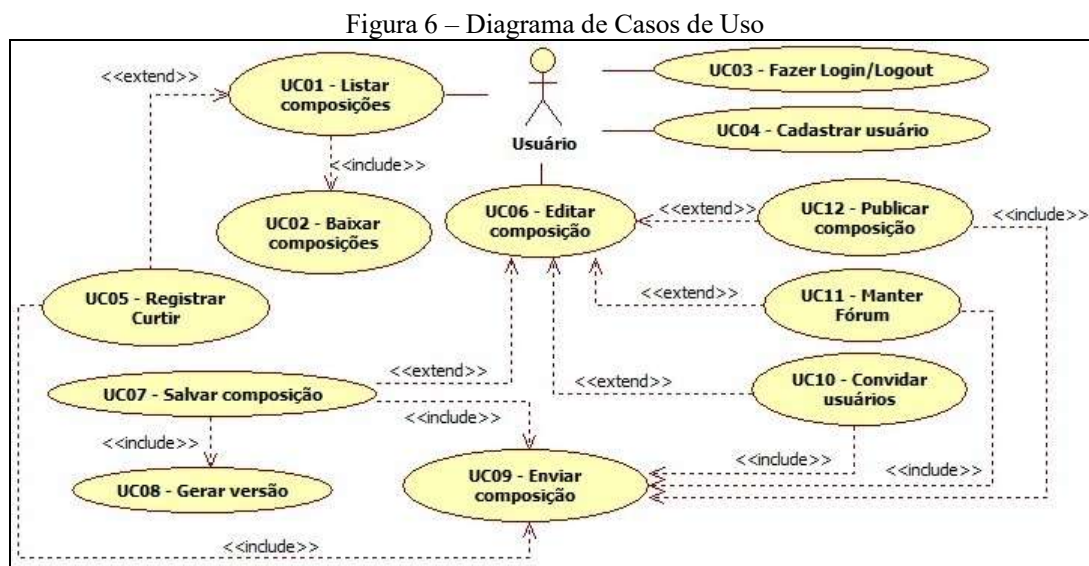 Figura 6 – Diagrama de Casos de Uso
<<extend>>
UC01 - Listar
composições
UC03 - Fazer Login/Logout
UC04 - Cadastrar usuário
Usuário
<<include>>
UC02 - Baixar
composições
UC06 - Editar
composição
<<extend>>
UC12 - Publicar
composição
<<include>>
UC05 - Registrar
Curtir
<<extend>>
UC11 - Manter
Fórum
UC07 - Salvar composição
<<extend>>
<<extend>>
UC10 - Convidar
usuários
<<include>>
<<include>>
UC08 - Gerar versão
UC09 - Enviar
composição
<<include>>
<<include>>
<<include>>